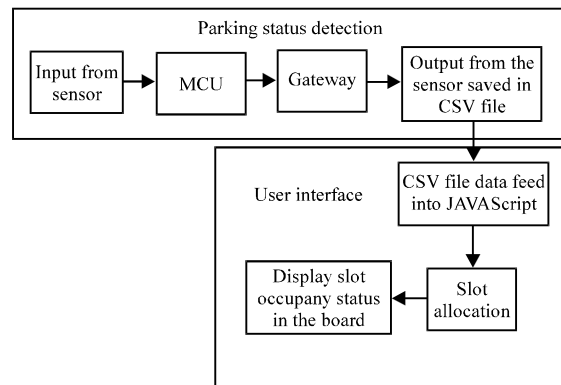 Parking status detection
Input from
sensor
MCU
Gateway
Output from the
sensor saved in
CSV file
User interface
CSV file data feed
into JAVAScript
Slot
allocation
Display slot
occupany status
in the board